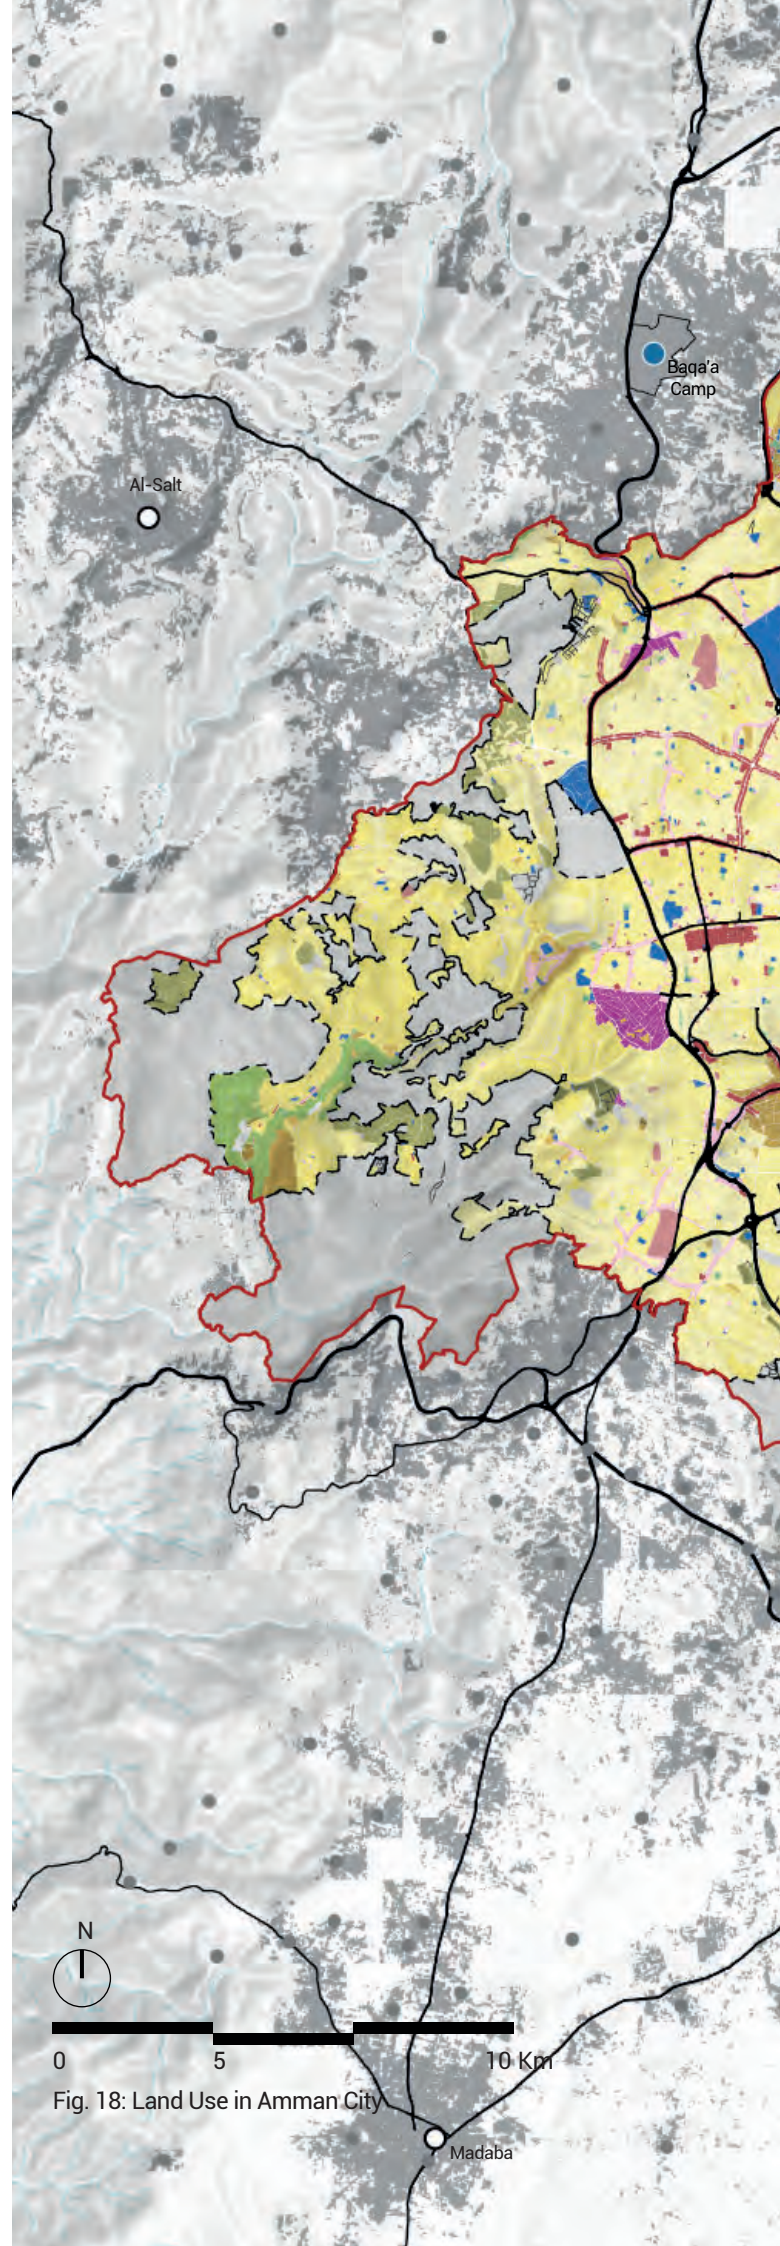 Baqa'a
Camp
Al-Salt
N
0 5 10 Km
Fig. 18: Land Use in Amman City
Madaba